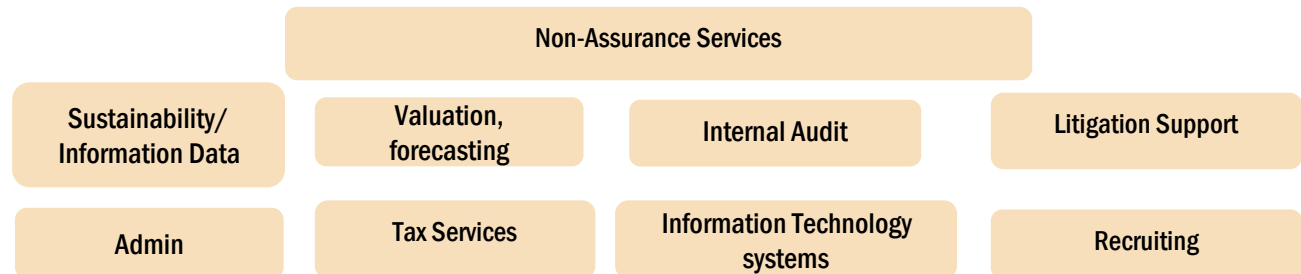 Non-Assurance Services
Sustainability/
Information Data
Valuation,
forecasting
Internal Audit
Litigation Support
Admin
Tax Services
Information Technology
systems
Recruiting